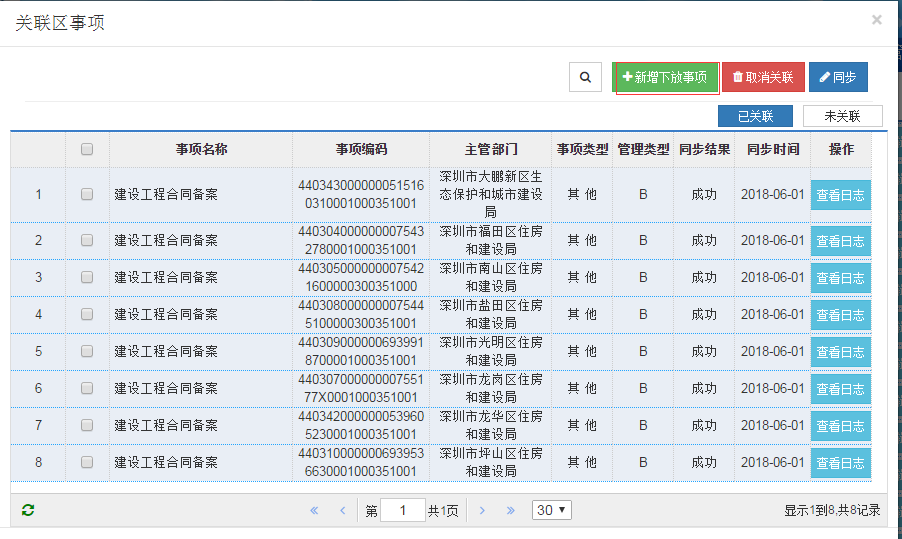 关联区事项
×
新增下放事项 取消关联 同步
已关联 未关联
事项名称 事项编码 主管部门 事项类型 管理类型 同步结果 同步时间 操作
1 建设工程合同备案 440343000000051516
0310001000351001 深圳市大鹏新区生
态保护和城市建设
局 其 他 B 成功 2018-06-01 查看日志
2 建设工程合同备案 440304000000007543
2780001000351001 深圳市福田区住房
和建设局 其 他 B 成功 2018-06-01 查看日志
3 建设工程合同备案 440305000000007542
1600000300351000 深圳市南山区住房
和建设局 其 他 B 成功 2018-06-01 查看日志
4 建设工程合同备案 440308000000007544
5100000300351001 深圳市盐田区住房
和建设局 其 他 B 成功 2018-06-01 查看日志
5 建设工程合同备案 440309000000693991
8700001000351001 深圳市光明区住房
和建设局 其 他 B 成功 2018-06-01 查看日志
6 建设工程合同备案 440307000000007551
77X0001000351001 深圳市龙岗区住房
和建设局 其 他 B 成功 2018-06-01 查看日志
7 建设工程合同备案 440342000000053960
5230001000351001 深圳市龙华区住房
和建设局 其 他 B 成功 2018-06-01 查看日志
8 建设工程合同备案 440310000000693953
6630001000351001 深圳市坪山区住房
和建设局 其 他 B 成功 2018-06-01 查看日志
第 1 共1页 30 显示1到8,共8记录